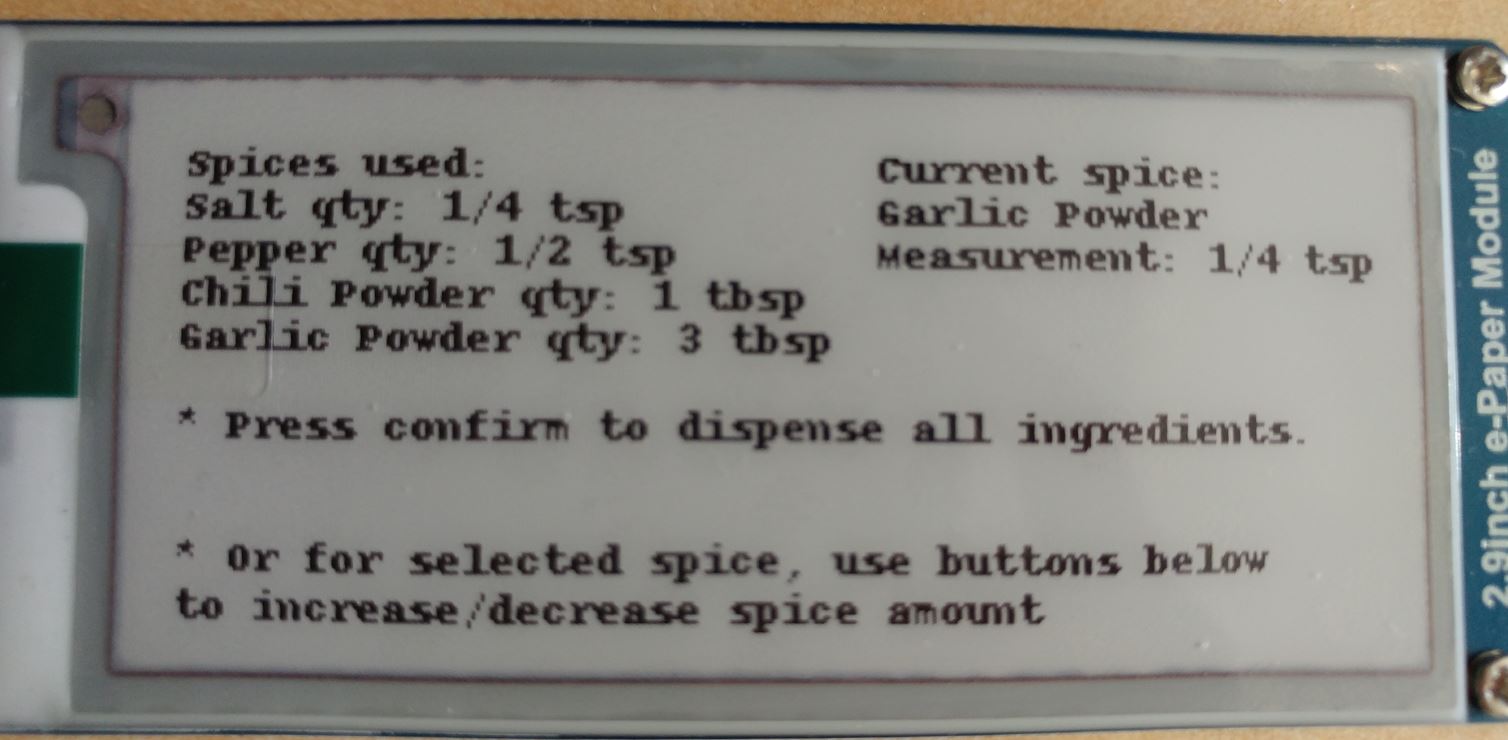 Spices used:
Salt qty: 1/4 tsp
Pepper qty: 1/2 tsp
Chili Powder qty: 1 tbsp
Garlic Powder qty: 3 tbsp
Current spice:
Garlic Powder
Measurement: 1/4 tsp
* Press confirm to dispense all ingredients.
* Or for selected spice, use buttons below
to increase/decrease spice amount
2.9inch e-Paper Module